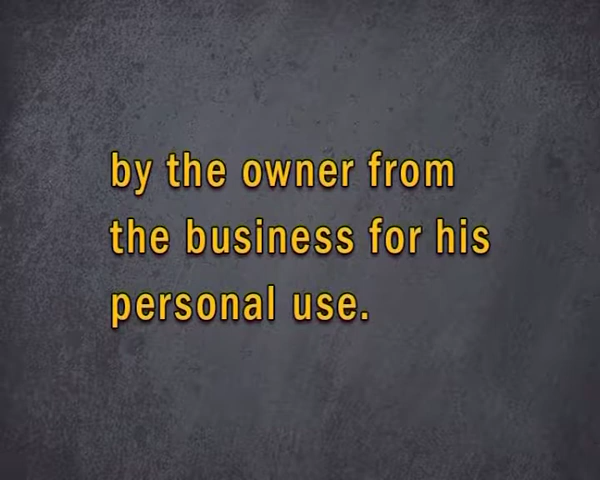 by the owner from
the business for his
personal use.